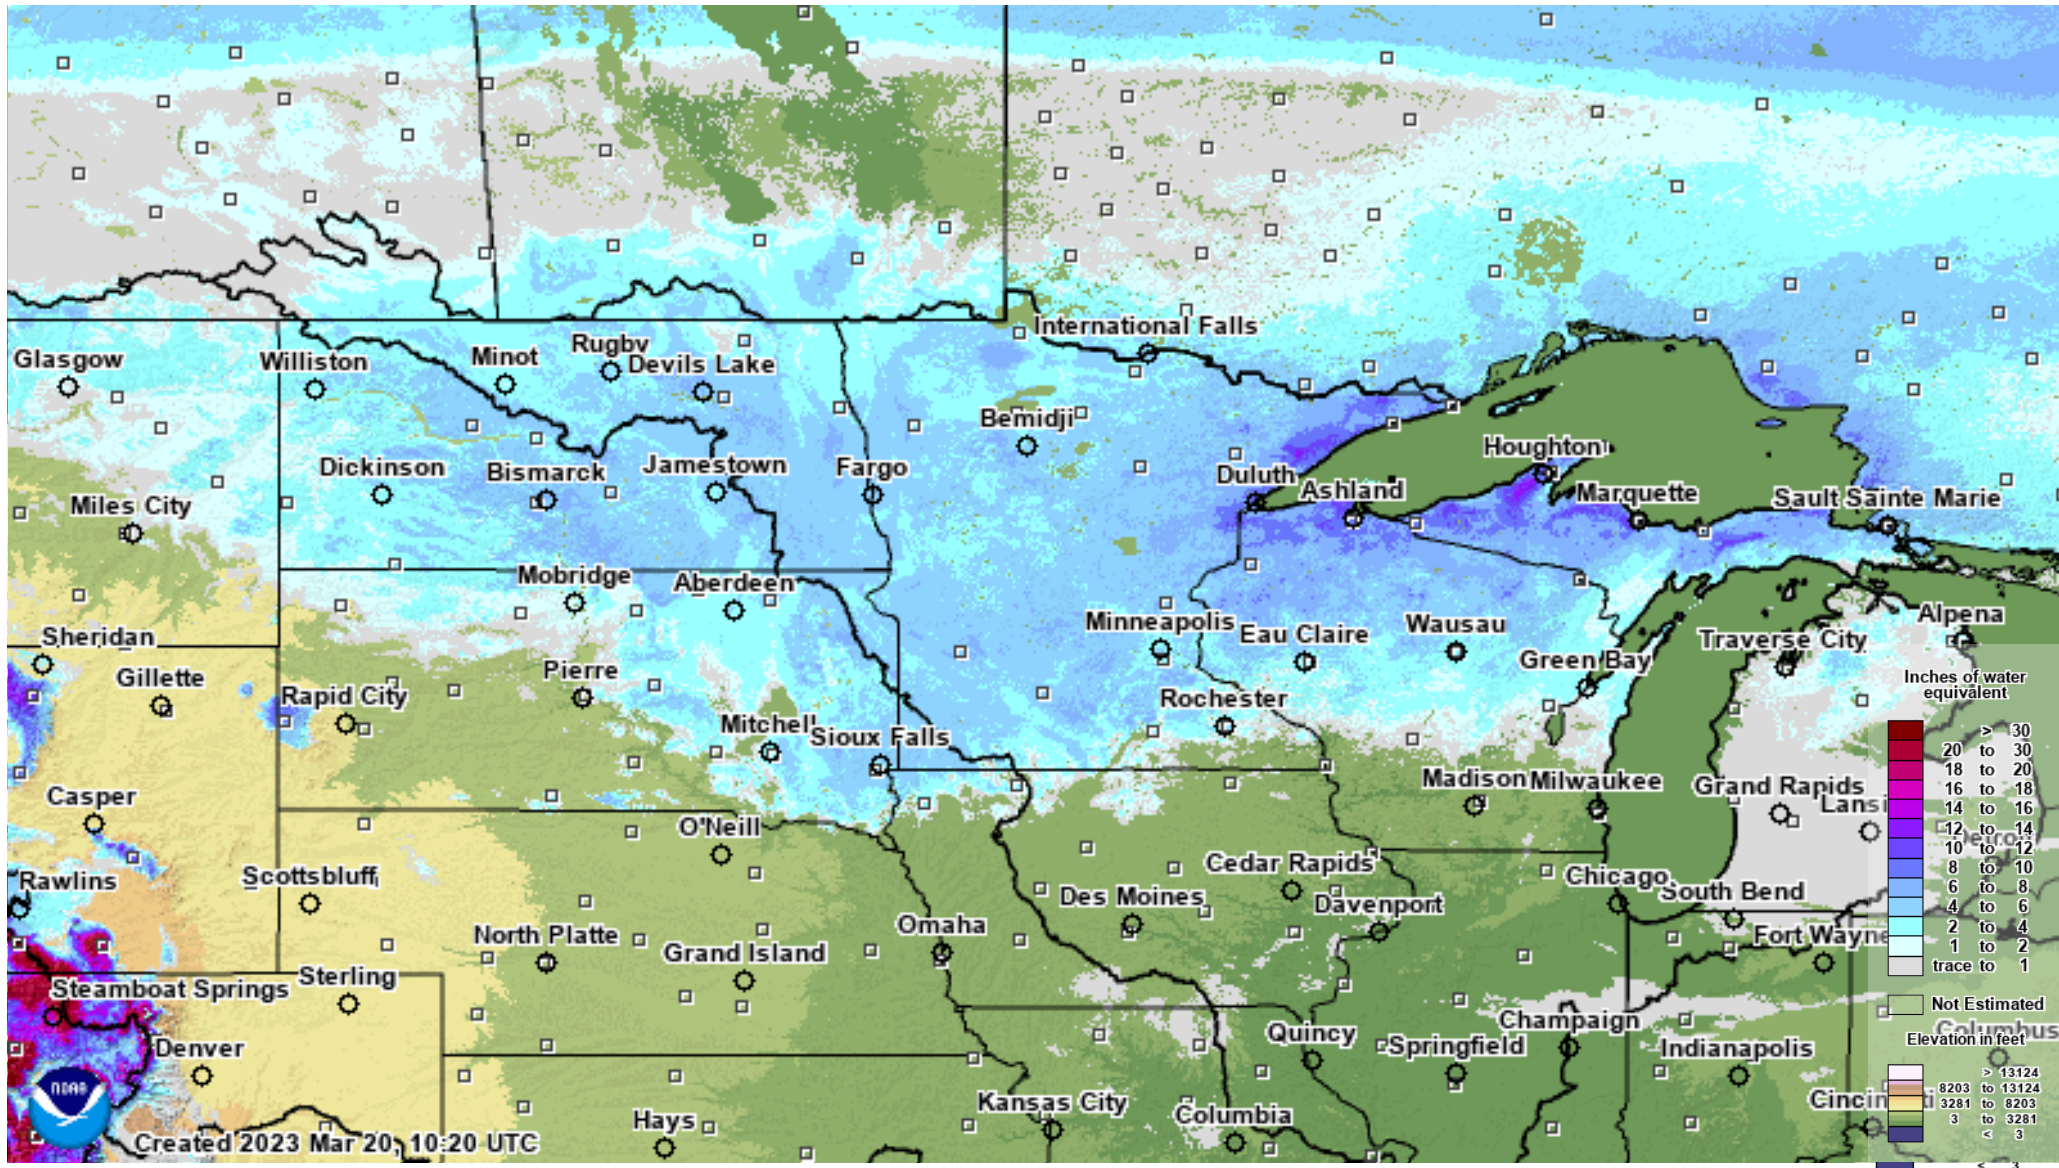 International Falls
Glasgow
Williston
Minot
Rugby
Devils Lake
Bemidji
Houghton
Dickinson
Bismarck
Jamestown
Fargo
Duluth
Ashland
Marquette
Sault Sainte Marie
Miles City
Mobridge
Aberdeen
Minneapolis
Eau Claire
Wausau
Alpena
Traverse City
Sheridan
Gillette
Rapid City
Pierre
Rochester
Green Bay
Mitchell
Sioux Falls
Casper
Madison
Milwaukee
Grand Rapids
Lansi
Detroit
O'Neill
Rawlins
Scottsbluff
Cedar Rapids
Des Moines
Davenport
Chicago
South Bend
Omaha
North Platte
Grand Island
Fort Wayne
Steamboat Springs
Sterling
Denver
Quincy
Springfield
Champaign
Indianapolis
Columbus
Hays
Kansas City
Columbia
Cincinnati
Inches of water
equivalent
> 30
20 to 30
18 to 20
16 to 18
14 to 16
12 to 14
10 to 12
8 to 10
6 to 8
4 to 6
2 to 4
1 to 2
trace to 1
Not Estimated
Elevation in feet
> 13124
8203 to 13124
3281 to 8203
3 to 3281
< 3
< 3
NOAA
Created 2023 Mar 20, 10:20 UTC